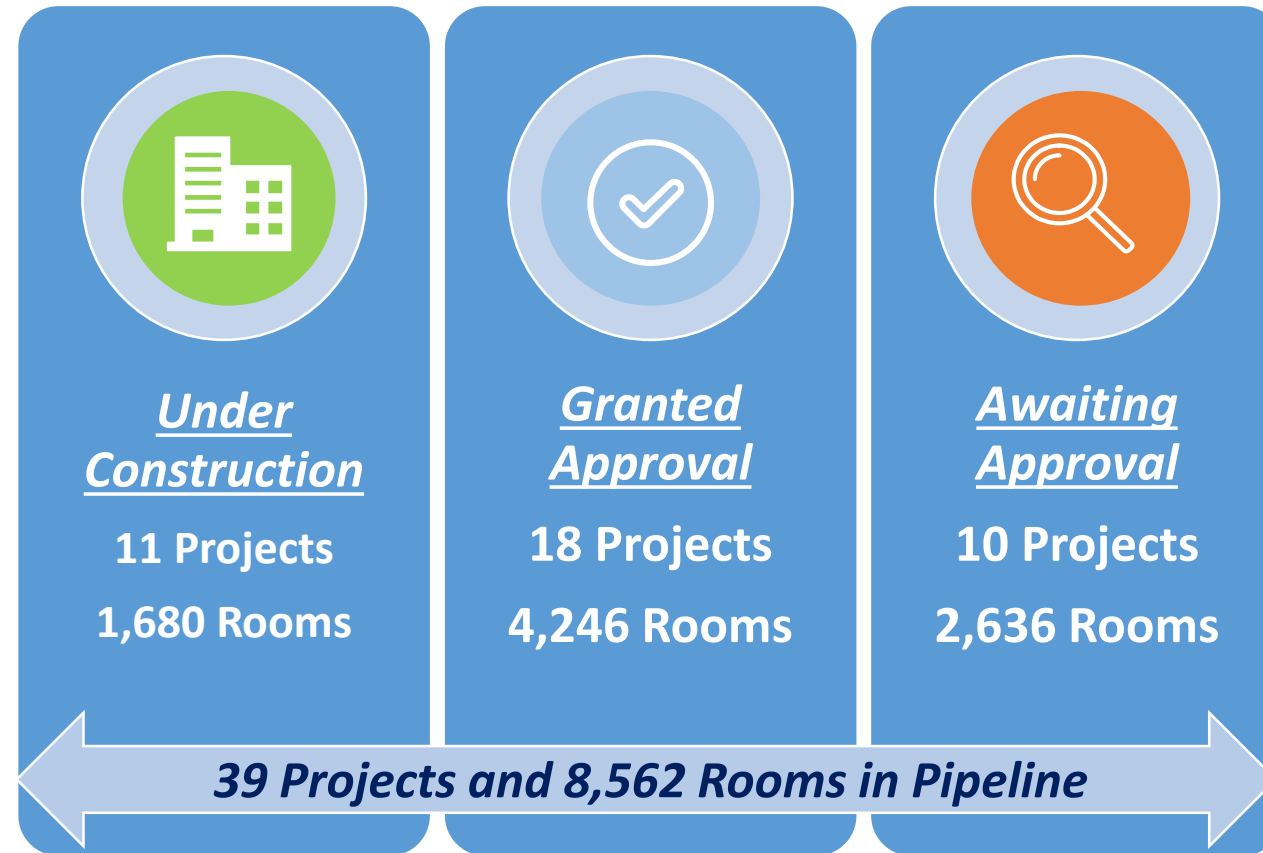 Under
Construction
11 Projects
1,680 Rooms
Granted
Approval
18 Projects
4,246 Rooms
Awaiting
Approval
10 Projects
2,636 Rooms
39 Projects and 8,562 Rooms in Pipeline